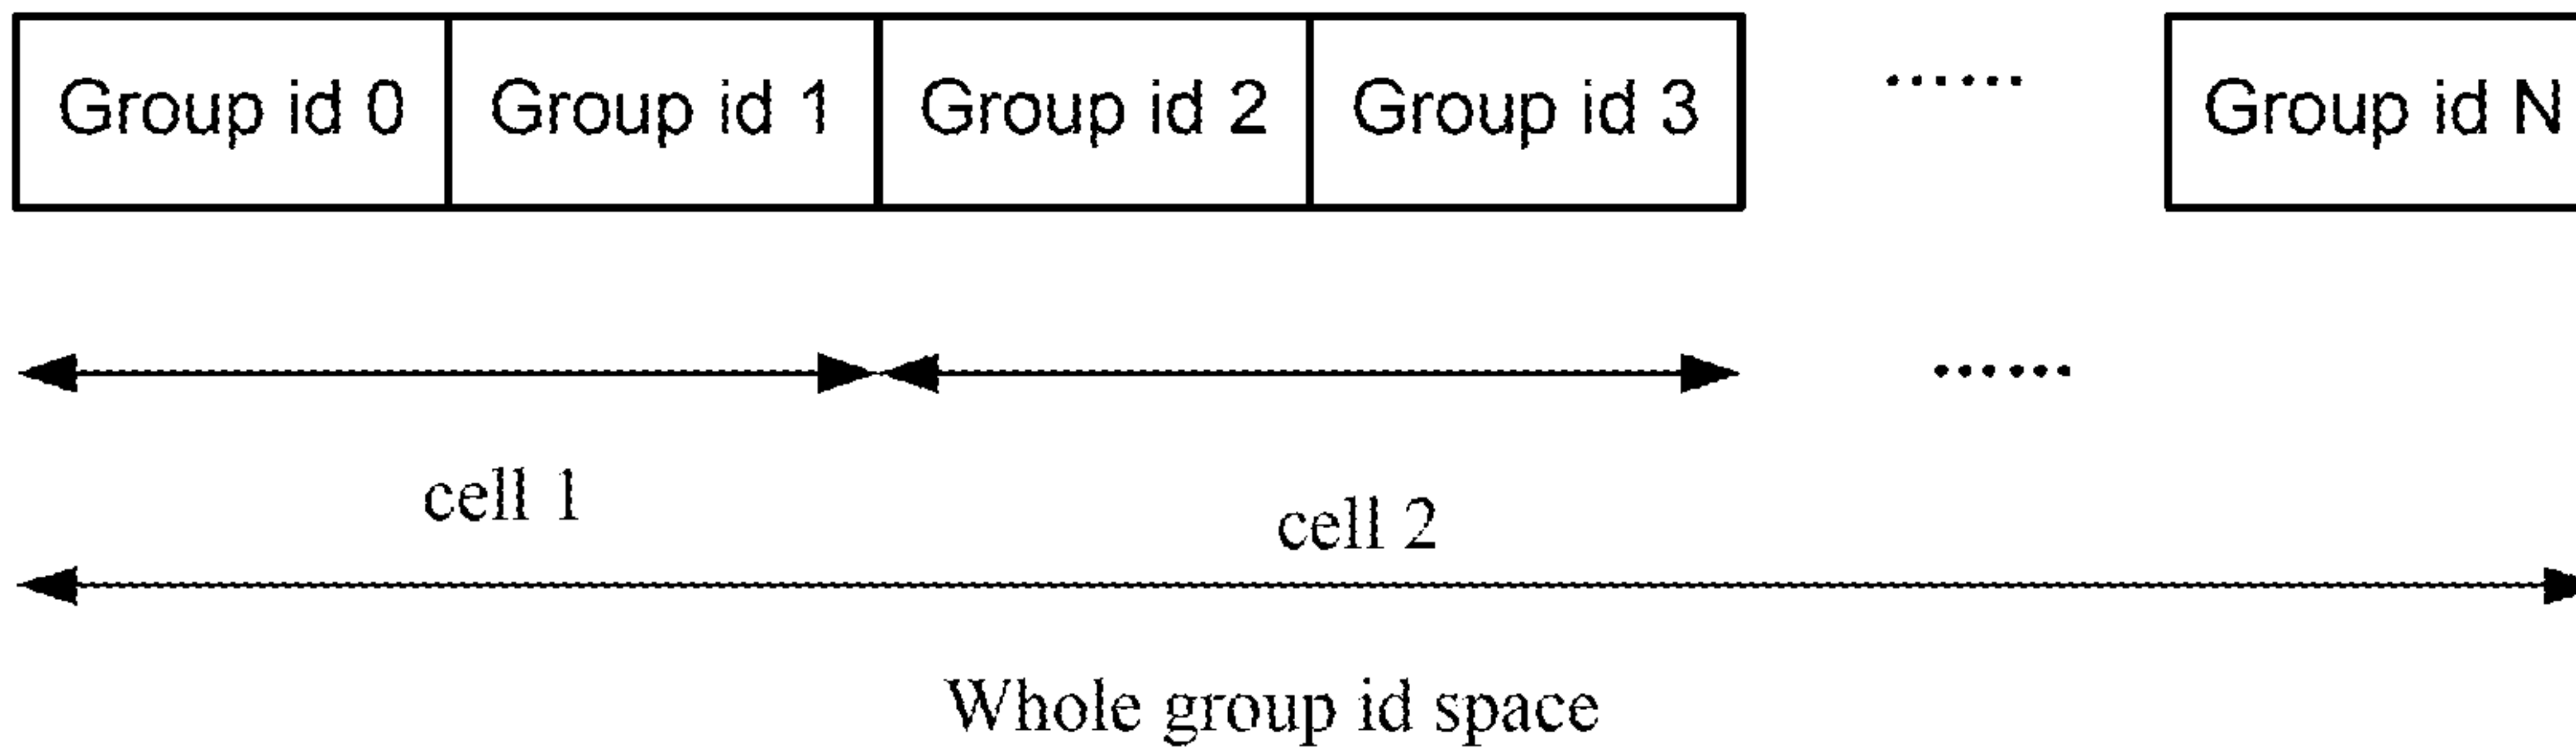 Group id 0 Group id 1 Group id 2 Group id 3 ...... Group id N
......
cell 1
cell 2
Whole group id space